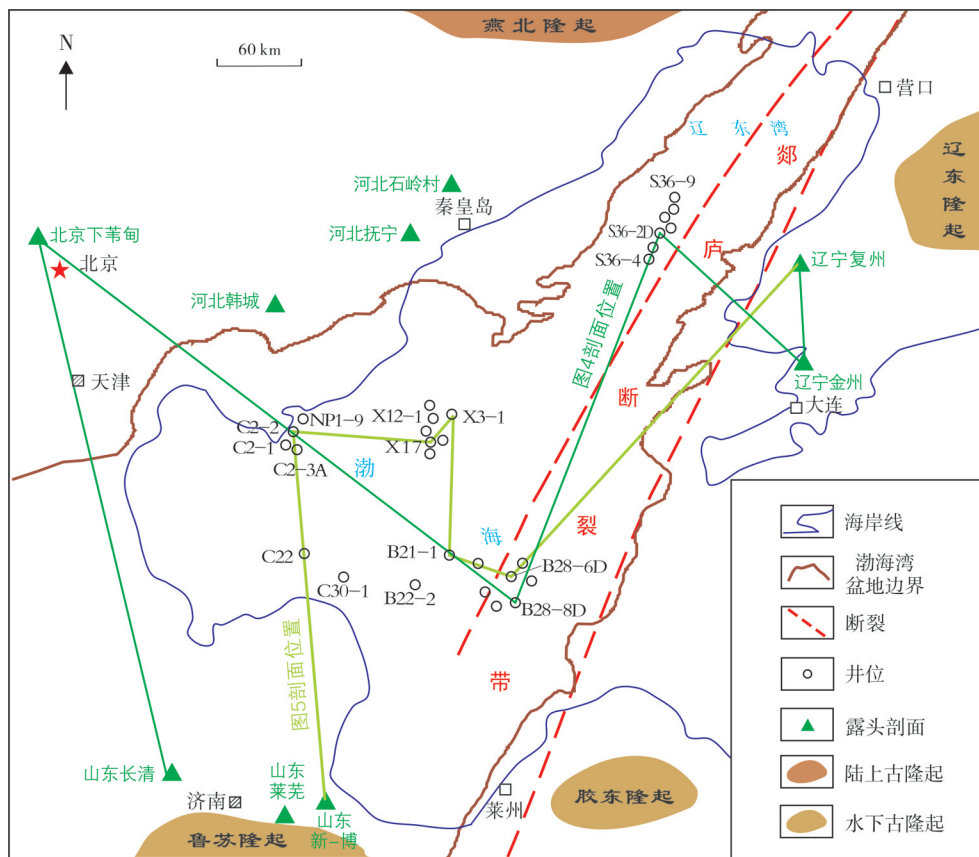 燕北隆起
N
60 km
营口
辽东湾
郯
辽东隆起
河北石岭村
S36-9
秦皇岛
北京下苇甸
河北抚宁
S36-2D
庐
北京
S36-4
辽宁复州
河北韩城
图4剖面位置
天津
辽宁金州
断
大连
NP1-9
X12-1
X3-1
C2-2
C2-1
X17
C2-3A
渤
海
裂
C22
B21-1
B28-6D
C30-1
B22-2
B28-8D
图5剖面位置
带
山东长清
山东
莱芜
济南
山东
新-博
莱州
胶东隆起
鲁苏隆起
海岸线
渤海湾
盆地边界
断裂
井位
露头剖面
陆上古隆起
水下古隆起